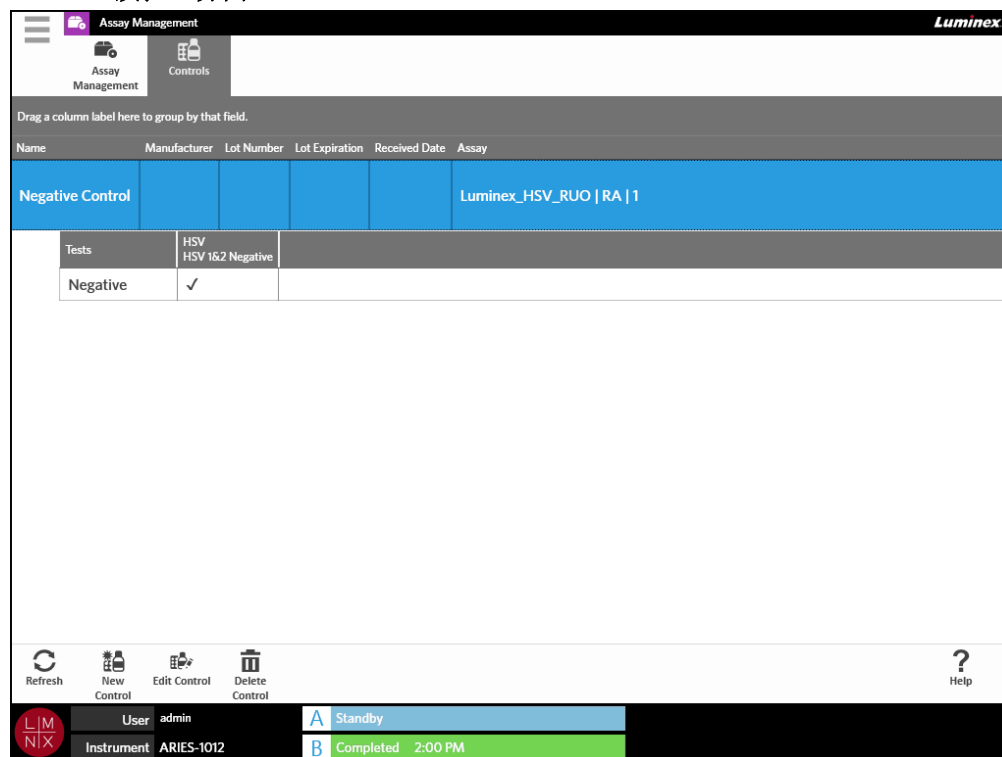 Assay Management
Luminex
Assay
Management
Controls
Drag a column label here to group by that field.
Name Manufacturer Lot Number Lot Expiration Received Date Assay
Negative Control Luminex_HSV_RUO | RA | 1
Tests HSV
HSV 1&2 Negative
Negative ✓
Refresh
New
Control
Edit Control
Delete
Control
? 
Help
L M
N X
User admin
A Standby
Instrument ARIES-1012
B Completed 2:00 PM